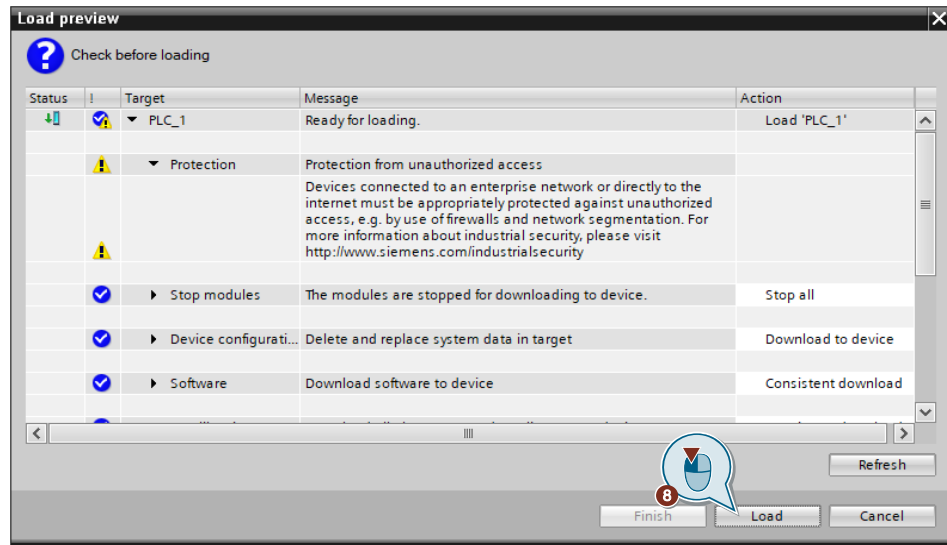 Load preview
Check before loading
Status ! Target Message Action
PLC_1 Ready for loading. Load 'PLC_1'
Protection Protection from unauthorized access
Devices connected to an enterprise network or directly to the
internet must be appropriately protected against unauthorized
access, e.g. by use of firewalls and network segmentation. For
more information about industrial security, please visit
http://www.siemens.com/industrialsecurity
Stop modules The modules are stopped for downloading to device. Stop all
Device configurati... Delete and replace system data in target Download to device
Software Download software to device Consistent download
Refresh
8
Finish Load Cancel